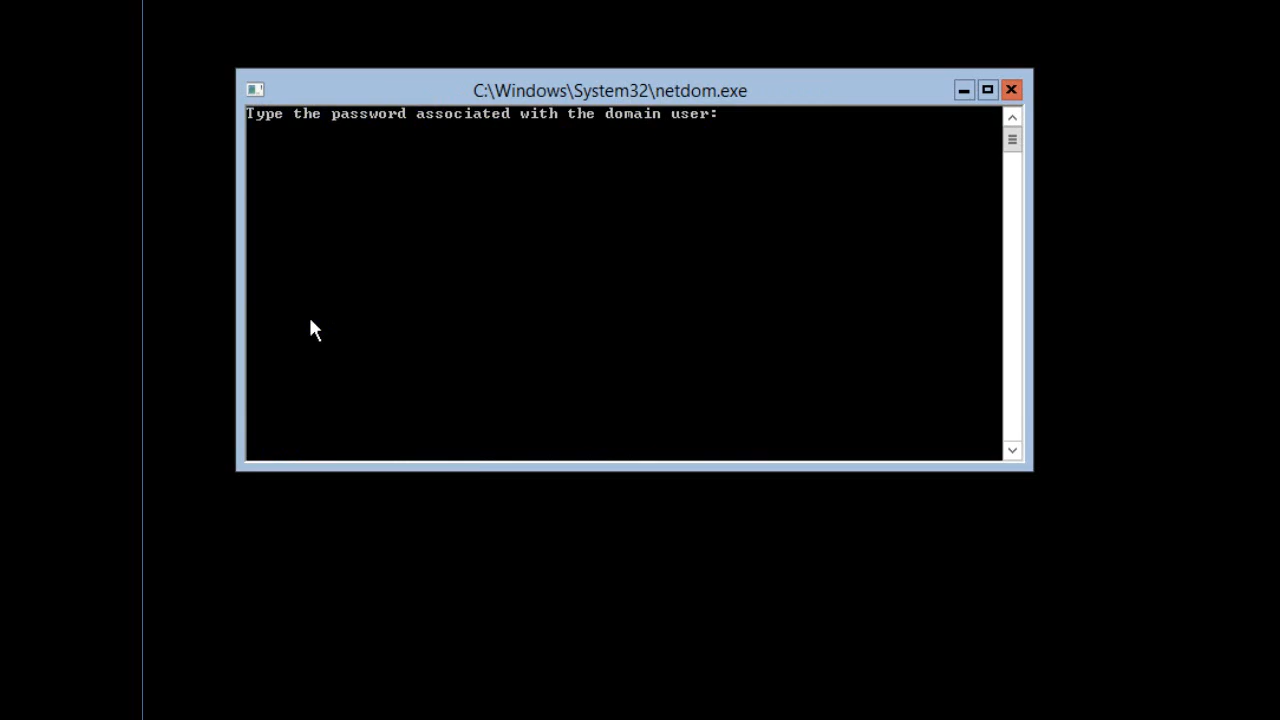 C:\Windows\System32\netdom.exe
Type the password associated with the domain user: